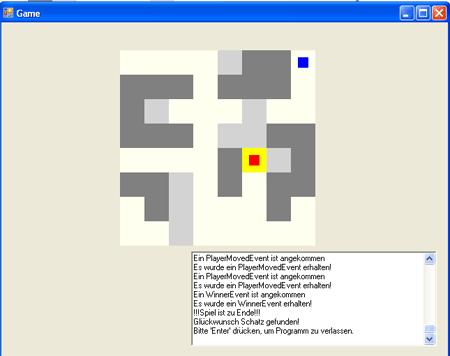 Game
Ein PlayerMovedEvent ist angekommen
Es wurde ein PlayerMovedEvent erhalten!
Ein PlayerMovedEvent ist angekommen
Es wurde ein PlayerMovedEvent erhalten!
Ein WinnerEvent ist angekommen
Es wurde ein WinnerEvent erhalten!
!!!Spiel ist zu Ende!!!
Glückwunsch Schatz gefunden!
Bitte 'Enter' drücken, um Programm zu verlassen.